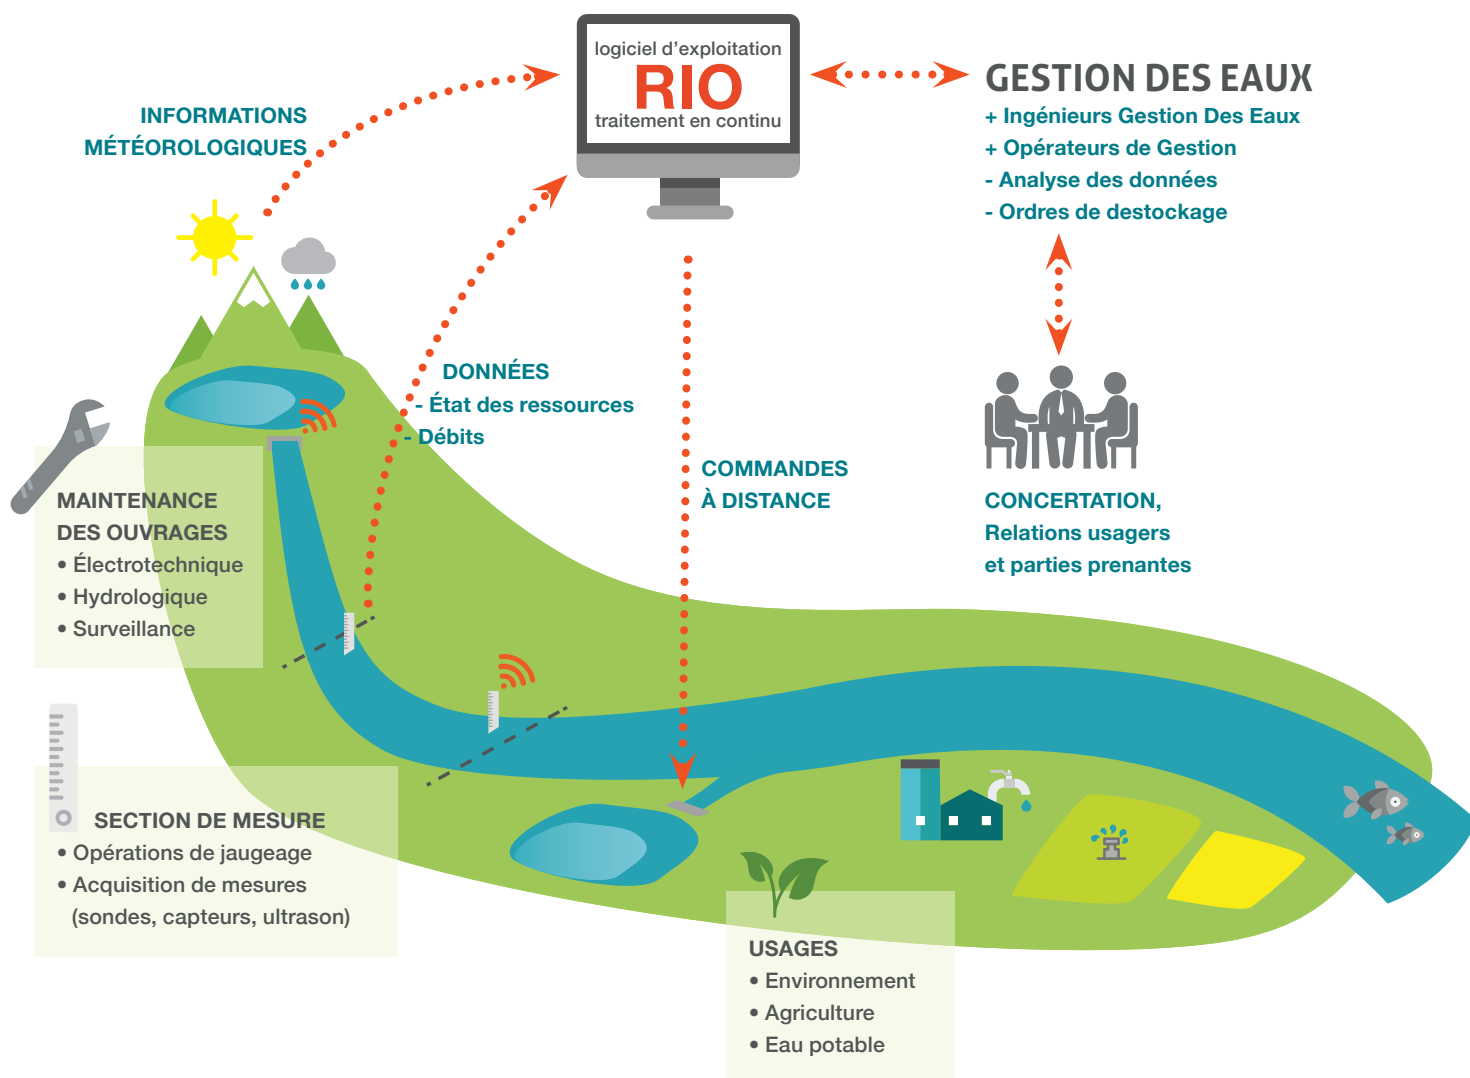 logiciel d'exploitation
RIO
traitement en continu
GESTION DES EAUX
+ Ingénieurs Gestion Des Eaux
+ Opérateurs de Gestion
- Analyse des données
- Ordres de destockage
INFORMATIONS
MÉTÉOROLOGIQUES
DONNÉES
- État des ressources
- Débits
COMMANDES
À DISTANCE
CONCERTATION,
Relations usagers
et parties prenantes
MAINTENANCE
DES OUVRAGES
• Électrotechnique
• Hydrologique
• Surveillance
SECTION DE MESURE
• Opérations de jaugeage
• Acquisition de mesures
(sondes, capteurs, ultrason)
USAGES
• Environnement
• Agriculture
• Eau potable